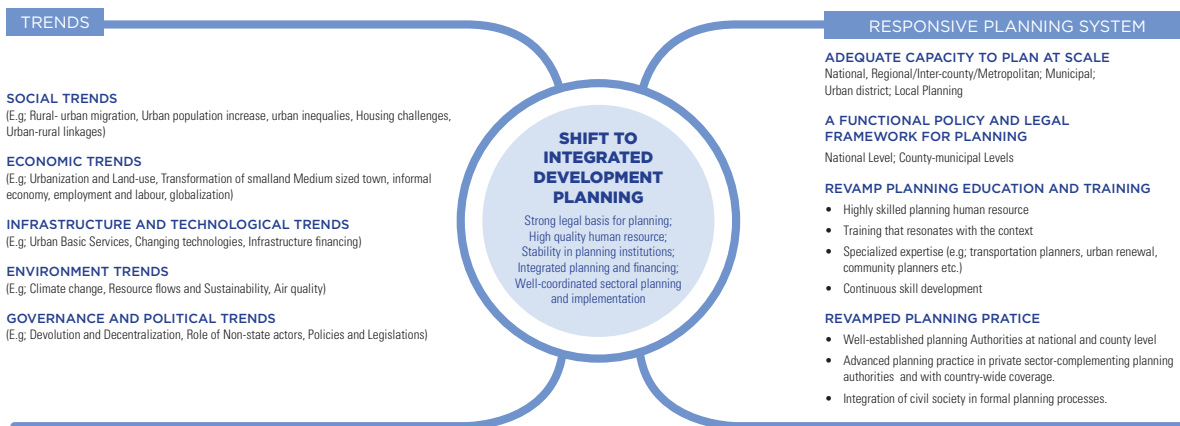 TRENDS
SOCIAL TRENDS
(E.g; Rural- urban migration, Urban population increase, urban inequalies, Housing challenges,
Urban-rural linkages)
ECONOMIC TRENDS
(E.g; Urbanization and Land-use, Transformation of smalland Medium sized town, informal
economy, employment and labour, globalization)
INFRASTRUCTURE AND TECHNOLOGICAL TRENDS
(E.g; Urban Basic Services, Changing technologies, Infrastructure financing)
ENVIRONMENT TRENDS
(E.g; Climate change, Resource flows and Sustainability, Air quality)
GOVERNANCE AND POLITICAL TRENDS
(E.g; Devolution and Decentralization, Role of Non-state actors, Policies and Legislations)
SHIFT TO
INTEGRATED
DEVELOPMENT
PLANNING
Strong legal basis for planning;
High quality human resource;
Stability in planning institutions;
Integrated planning and financing;
Well-coordinated sectoral planning
and implementation
RESPONSIVE PLANNING SYSTEM
ADEQUATE CAPACITY TO PLAN AT SCALE
National, Regional/Inter-county/Metropolitan; Municipal;
Urban district; Local Planning
A FUNCTIONAL POLICY AND LEGAL
FRAMEWORK FOR PLANNING
National Level; County-municipal Levels
REVAMP PLANNING EDUCATION AND TRAINING
• Highly skilled planning human resource
• Training that resonates with the context
• Specialized expertise (e.g; transportation planners, urban renewal,
community planners etc.)
• Continuous skill development
REVAMPED PLANNING PRATICE
• Well-established planning Authorities at national and county level
• Advanced planning practice in private sector-complementing planning
authorities and with country-wide coverage.
• Integration of civil society in formal planning processes.